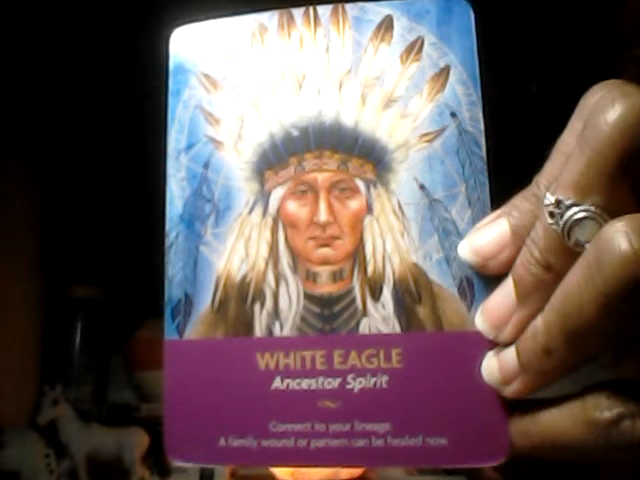 WHITE EAGLE
Ancestor Spirit
Connect to your lineage.
A family wound or pattern can be healed now.